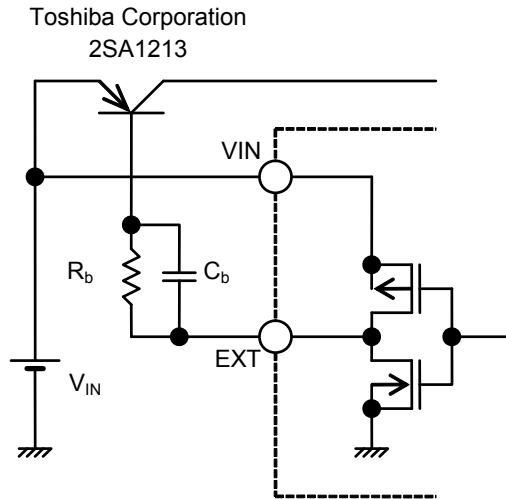 Toshiba Corporation
2SA1213
VIN
Rb
Cb
EXT
VIN